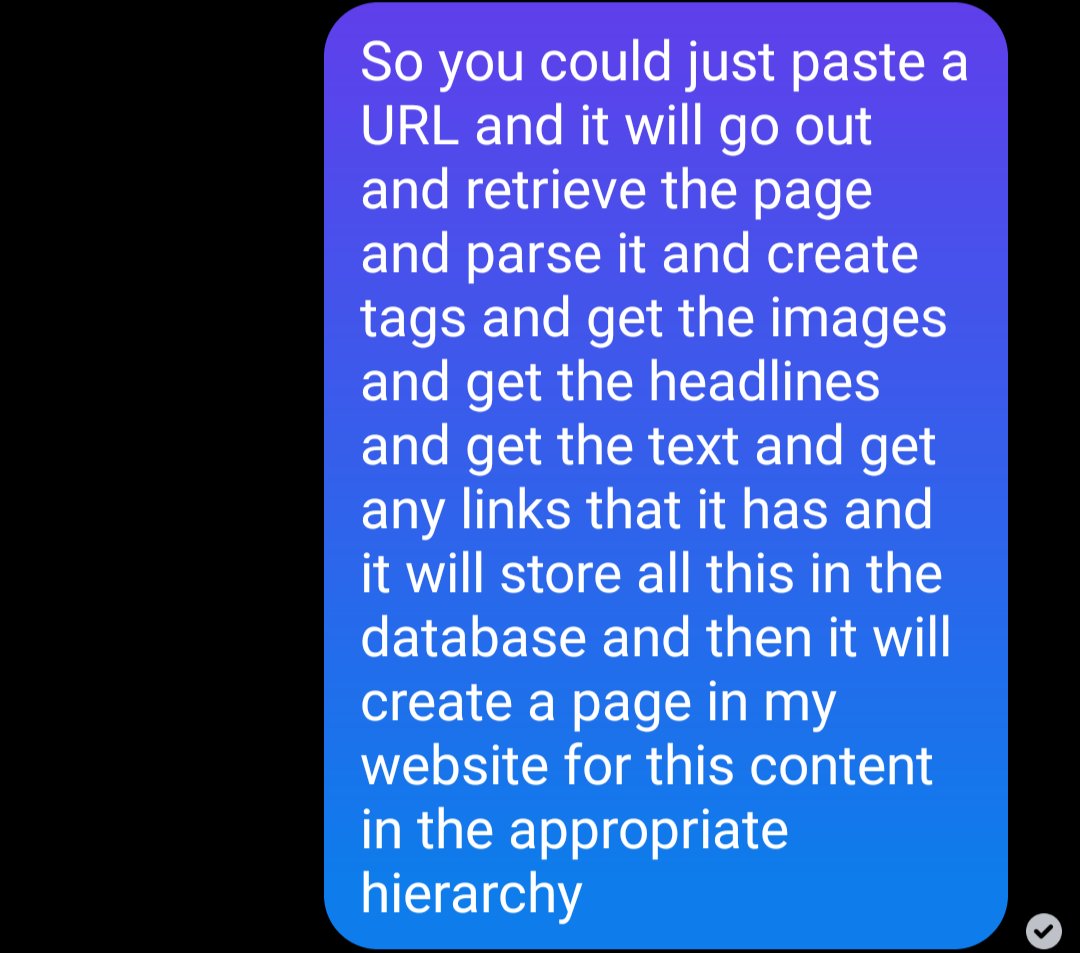 So you could just paste a
URL and it will go out
and retrieve the page
and parse it and create
tags and get the images
and get the headlines
and get the text and get
any links that it has and
it will store all this in the
database and then it will
create a page in my
website for this content
in the appropriate
hierarchy